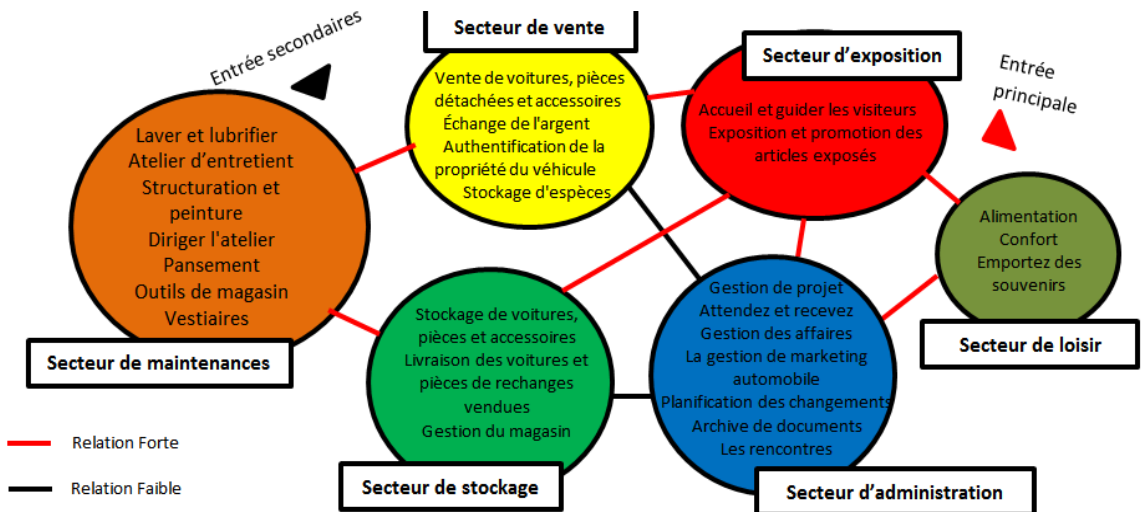 Entrée secondaires
Secteur de vente
Vente de voitures, pièces
détachées et accessoires
Échange de l'argent
Authentification de la
propriété du véhicule
Stockage d'espèces
Secteur d'exposition
Accueil et guider les visiteurs
Exposition et promotion des
articles exposés
Entrée
principale
Laver et lubrifier
Atelier d'entretient
Structuration et
peinture
Diriger l'atelier
Pansement
Outils de magasin
Vestiaires
Secteur de maintenances
Alimentation
Confort
Emportez des
souvenirs
Secteur de loisir
Stockage de voitures,
pièces et accessoires
Livraison des voitures et
pièces de rechanges
vendues
Gestion du magasin
Secteur de stockage
Gestion de projet
Attendez et recevez
Gestion des affaires
La gestion de marketing
automobile
Planification des changements
Archive de documents
Les rencontres
Secteur d'administration
Relation Forte
Relation Faible